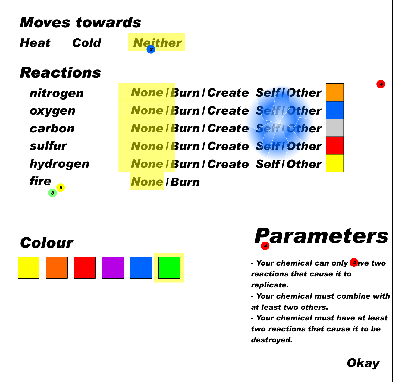 Moves towards
Heat Cold Neither
Reactions
nitrogen None/Burn/Create Self/Other
oxygen None/Burn/Create Self/Other
carbon None/Burn/Create Self/Other
sulfur None/Burn/Create Self/Other
hydrogen None/Burn/Create Self/Other
fire None/Burn
Colour
Parameters
- Your chemical can only have two
reactions that cause it to
replicate.
- Your chemical must combine with
at least two others.
- Your chemical must have at least
two reactions that cause it to be
destroyed.
Okay